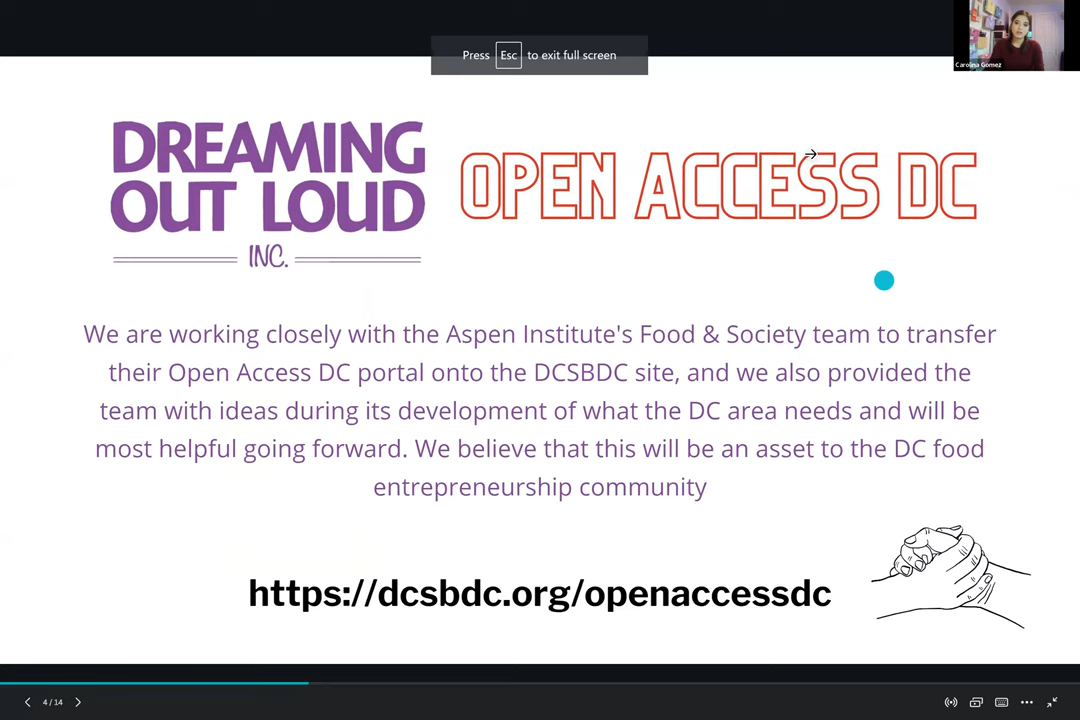 Press Esc to exit full screen
Carolina Gomez
DREAMING
OUT LOUD
INC.
OPEN ACCESS DC
We are working closely with the Aspen Institute's Food & Society team to transfer
their Open Access DC portal onto the DCSBDC site, and we also provided the
team with ideas during its development of what the DC area needs and will be
most helpful going forward. We believe that this will be an asset to the DC food
entrepreneurship community
https://dcsbdc.org/openaccessdc
4 / 14